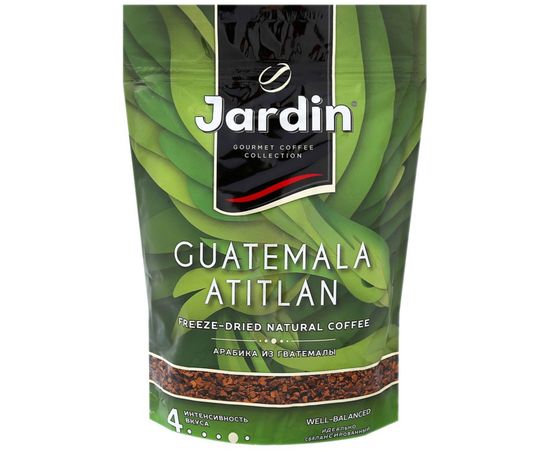 Jardin
GOURMET COFFEE
COLLECTION
GUATEMALA
ATITLAN
FREEZE-DRIED NATURAL COFFEE
АРАБИКА ИЗ ГВАТЕМАЛЫ
4 ИНТЕНСИВНОСТЬ
ВКУСА
WELL-BALANCED
ИДЕАЛЬНО
СБАЛАНСИРОВАННЫЙ